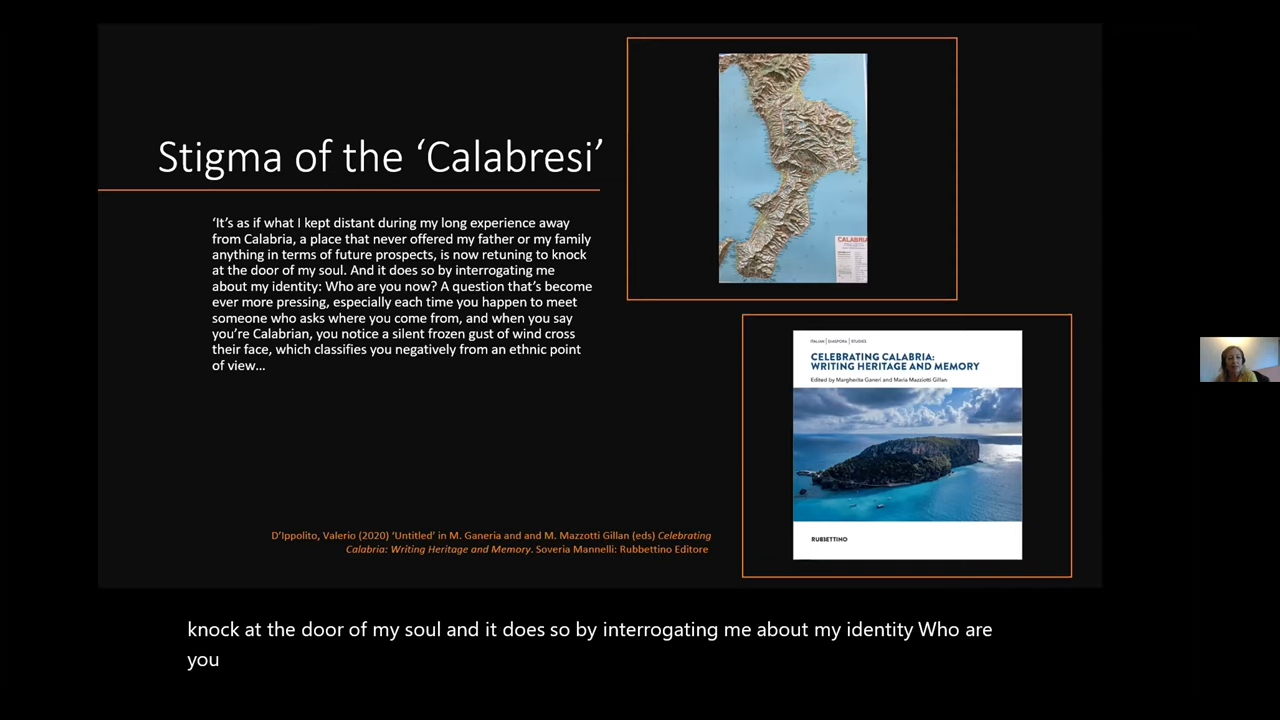 Stigma of the ‘Calabresi’
‘It’s as if what I kept distant during my long experience away
from Calabria, a place that never offered my father or my family
anything in terms of future prospects, is now retuning to knock
at the door of my soul. And it does so by interrogating me
about my identity: Who are you now? A question that’s become
ever more pressing, especially each time you happen to meet
someone who asks where you come from, and when you say
you’re Calabrian, you notice a silent frozen gust of wind cross
their face, which classifies you negatively from an ethnic point
of view…
D’Ippolito, Valerio (2020) ‘Untitled’ in M. Ganeria and and M. Mazzotti Gillan (eds) Celebrating
Calabria: Writing Heritage and Memory. Soveria Mannelli: Rubbettino Editore
CALABRIA
ITALIAN | DIASPORA | STUDIES
CELEBRATING CALABRIA:
WRITING HERITAGE AND MEMORY
Edited by Margherita Ganeri and Maria Mazziotti Gillan
RUBBETTINO
knock at the door of my soul and it does so by interrogating me about my identity Who are
you